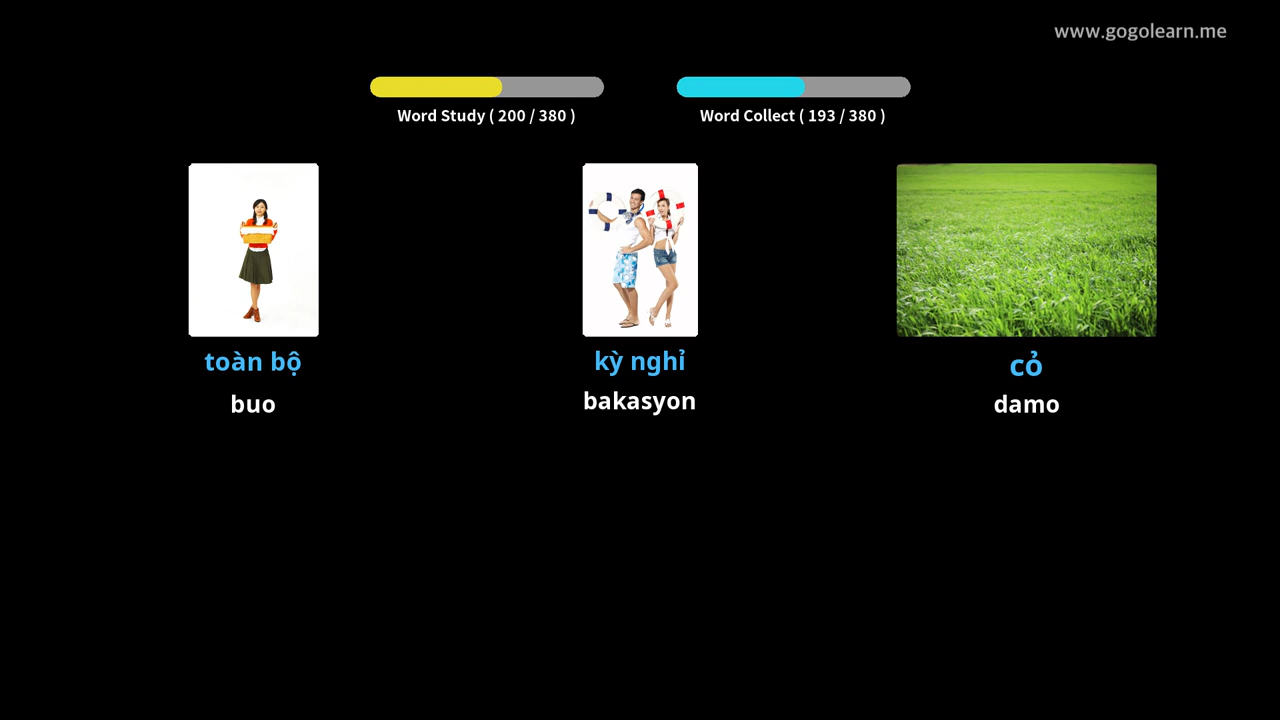 www.gogolearn.me
Word Study ( 200 / 380 )
Word Collect ( 193 / 380 )
toàn bộ
buo
kỳ nghỉ
bakasyon
cỏ
damo